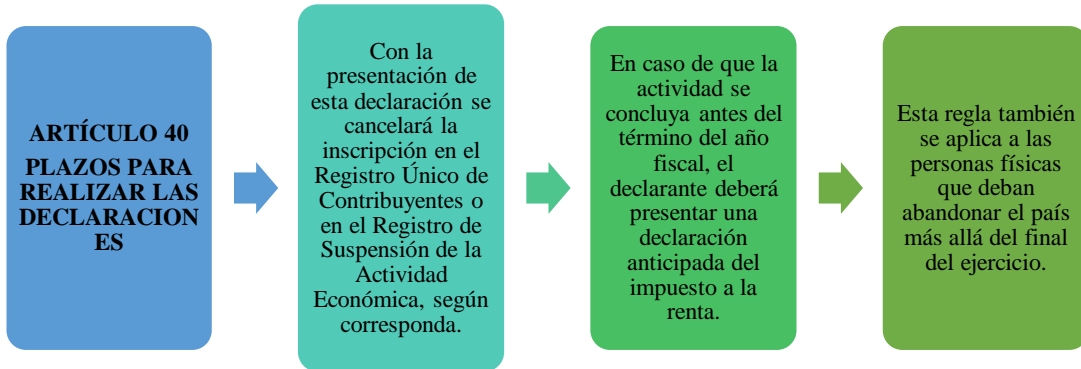 ARTÍCULO 40
PLAZOS PARA
REALIZAR LAS
DECLARACION
ES
Con la
presentación de
esta declaración se
cancelará la
inscripción en el
Registro Único de
Contribuyentes o
en el Registro de
Suspensión de la
Actividad
Económica, según
corresponda.
En caso de que la
actividad se
concluya antes del
término del año
fiscal, el
declarante deberá
presentar una
declaración
anticipada del
impuesto a la
renta.
Esta regla también
se aplica a las
personas físicas
que deban
abandonar el país
más allá del final
del ejercicio.